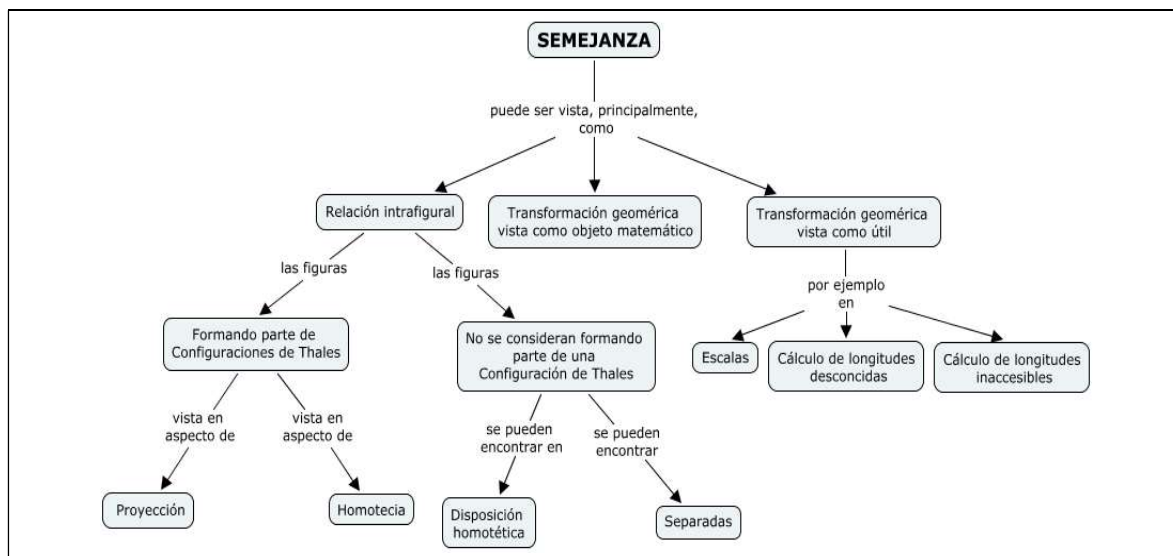 SEMEJANZA
puede ser vista, principalmente,
como
Relación intrafigural
Transformación geomérica
vista como objeto matemático
Transformación geomérica
vista como útil
las figuras
las figuras
por ejemplo
en
Formando parte de
Configuraciones de Thales
No se consideran formando
parte de una
Configuración de Thales
Escalas
Cálculo de longitudes
desconcidas
Cálculo de longitudes
inaccesibles
vista en
aspecto de
vista en
aspecto de
se pueden
encontrar en
se pueden
encontrar
Proyección
Homotecia
Disposición
homotética
Separadas